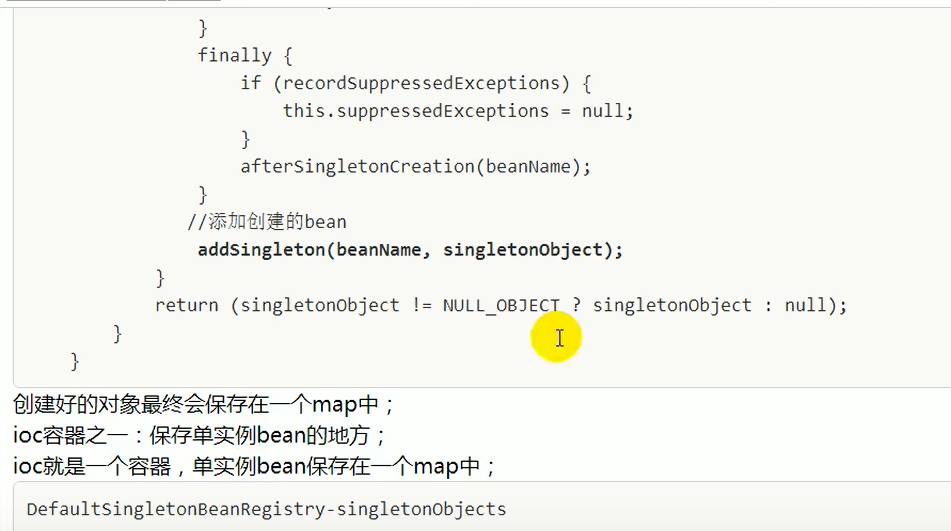 }
finally {
if (recordSuppressedExceptions) {
this.suppressedExceptions = null;
}
afterSingletonCreation(beanName);
}
//添加创建的bean
addSingleton(beanName, singletonObject);
}
return (singletonObject != NULL_OBJECT ? singletonObject : null);
}
}
创建好的对象最终会保存在一个map中；
ioc容器之一：保存单实例bean的地方；
ioc就是一个容器，单实例bean保存在一个map中；
DefaultSingletonBeanRegistry-singletonObjects